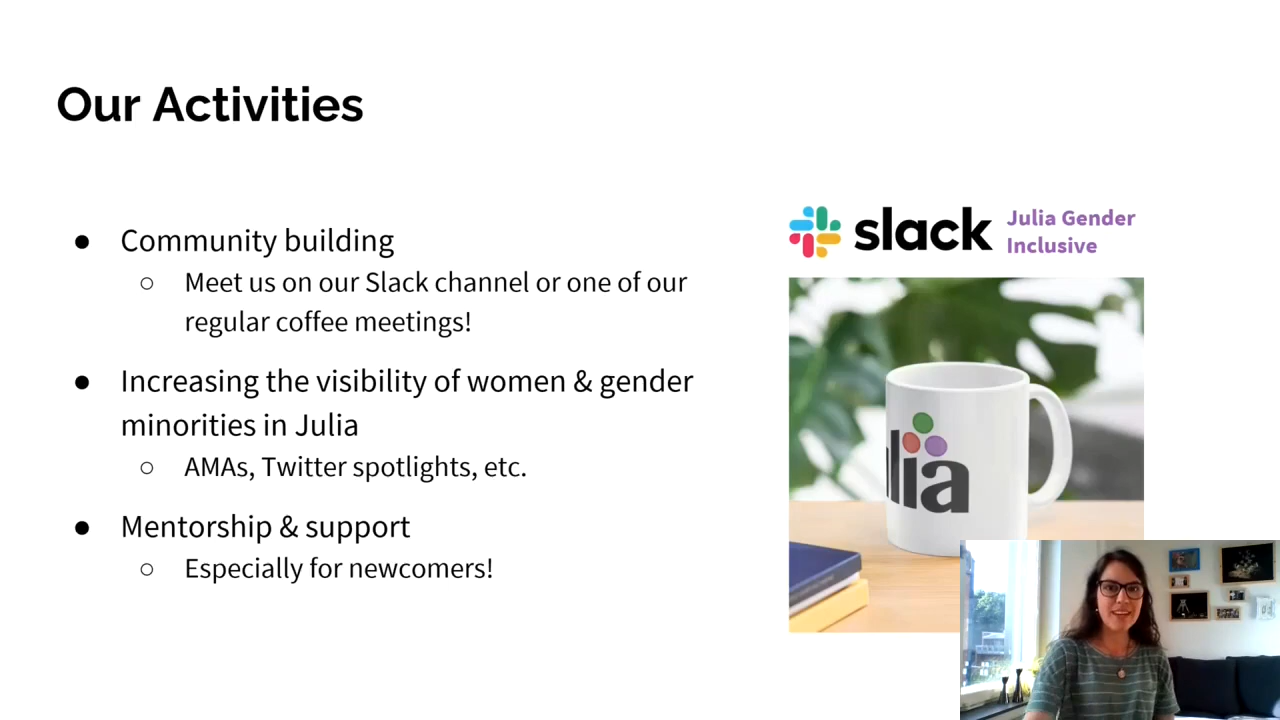 Our Activities
● Community building
○ Meet us on our Slack channel or one of our
regular coffee meetings!
● Increasing the visibility of women & gender
minorities in Julia
○ AMAs, Twitter spotlights, etc.
● Mentorship & support
○ Especially for newcomers!
slack
Julia Gender
Inclusive
ulia